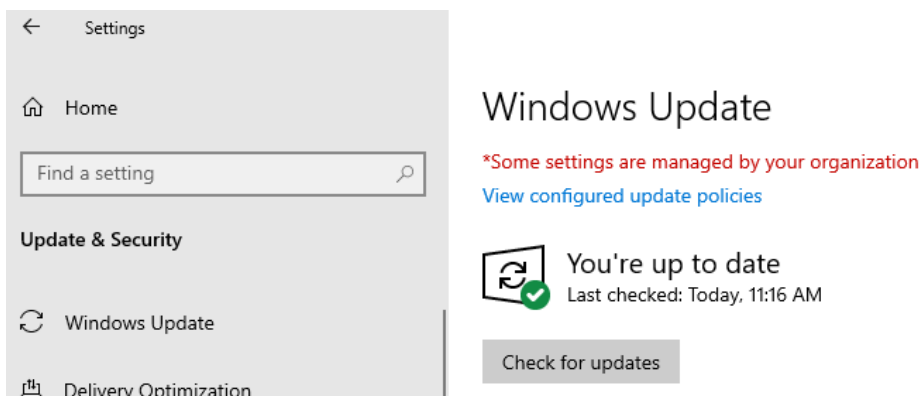 Settings
Home
Find a setting
Update & Security
Windows Update
Delivery Optimization
Windows Update
*Some settings are managed by your organization
View configured update policies
You're up to date
Last checked: Today, 11:16 AM
Check for updates